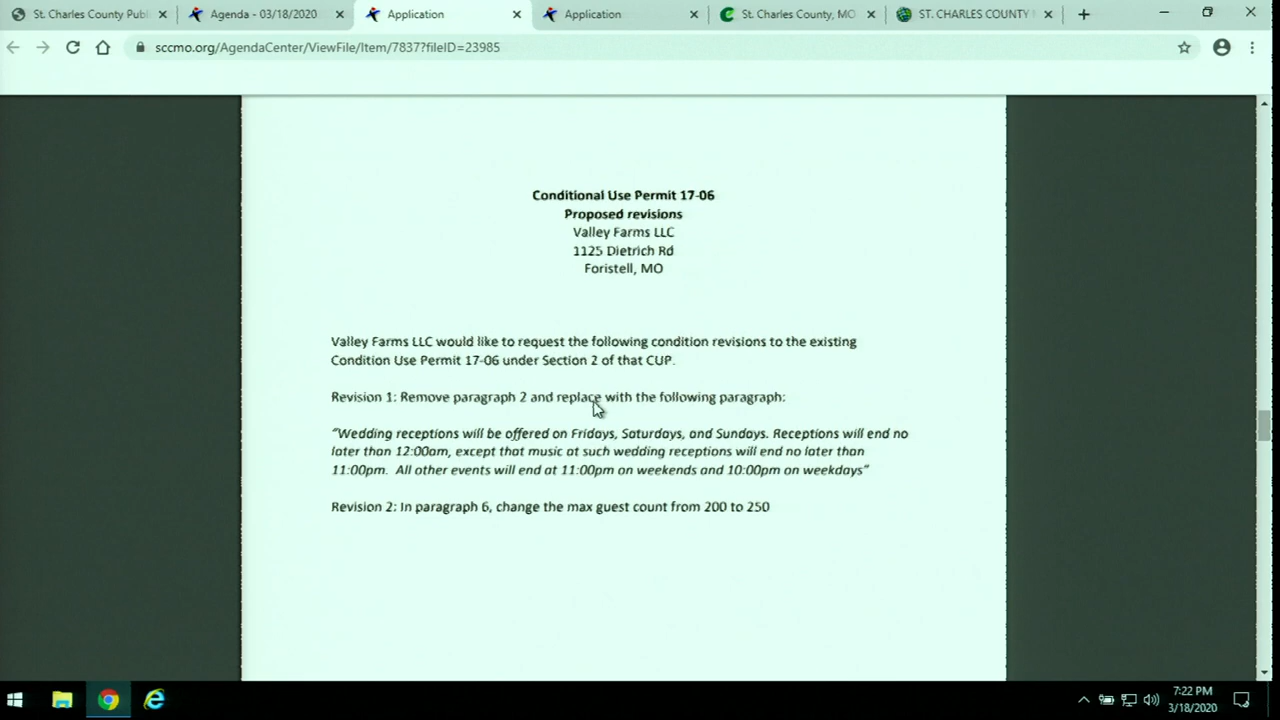 St. Charles County Publ
Agenda - 03/18/2020
Application
Application
St. Charles County, MO
ST. CHARLES COUNTY
sccmo.org/AgendaCenter/ViewFile/Item/7837?fileID=23985
Conditional Use Permit 17-06
Proposed revisions
Valley Farms LLC
1125 Dietrich Rd
Foristell, MO
Valley Farms LLC would like to request the following condition revisions to the existing
Condition Use Permit 17-06 under Section 2 of that CUP.
Revision 1: Remove paragraph 2 and replace with the following paragraph:
“Wedding receptions will be offered on Fridays, Saturdays, and Sundays. Receptions will end no
later than 12:00am, except that music at such wedding receptions will end no later than
11:00pm. All other events will end at 11:00pm on weekends and 10:00pm on weekdays”
Revision 2: In paragraph 6, change the max guest count from 200 to 250
7:22 PM
3/18/2020